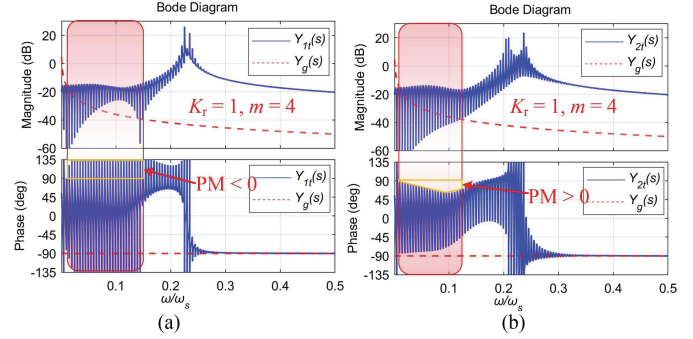 Bode Diagram
Magnitude (dB)
60
20
-20
-60
Y1t(s)
Yg(s)
Kr = 1, m = 4
Phase (deg)
135
90
45
0
-45
-90
-135
Y1t(s)
Yg(s)
PM < 0
0.1 0.2 0.3 0.4 0.5
ω/ωs
(a)
Bode Diagram
Magnitude (dB)
60
40
20
0
-20
-40
-60
Y2t(s)
Yg(s)
Kr = 1, m = 4
Phase (deg)
135
90
45
0
-45
-90
-135
Y2t(s)
Yg(s)
PM > 0
0.1 0.2 0.3 0.4 0.5
ω/ωs
(b)